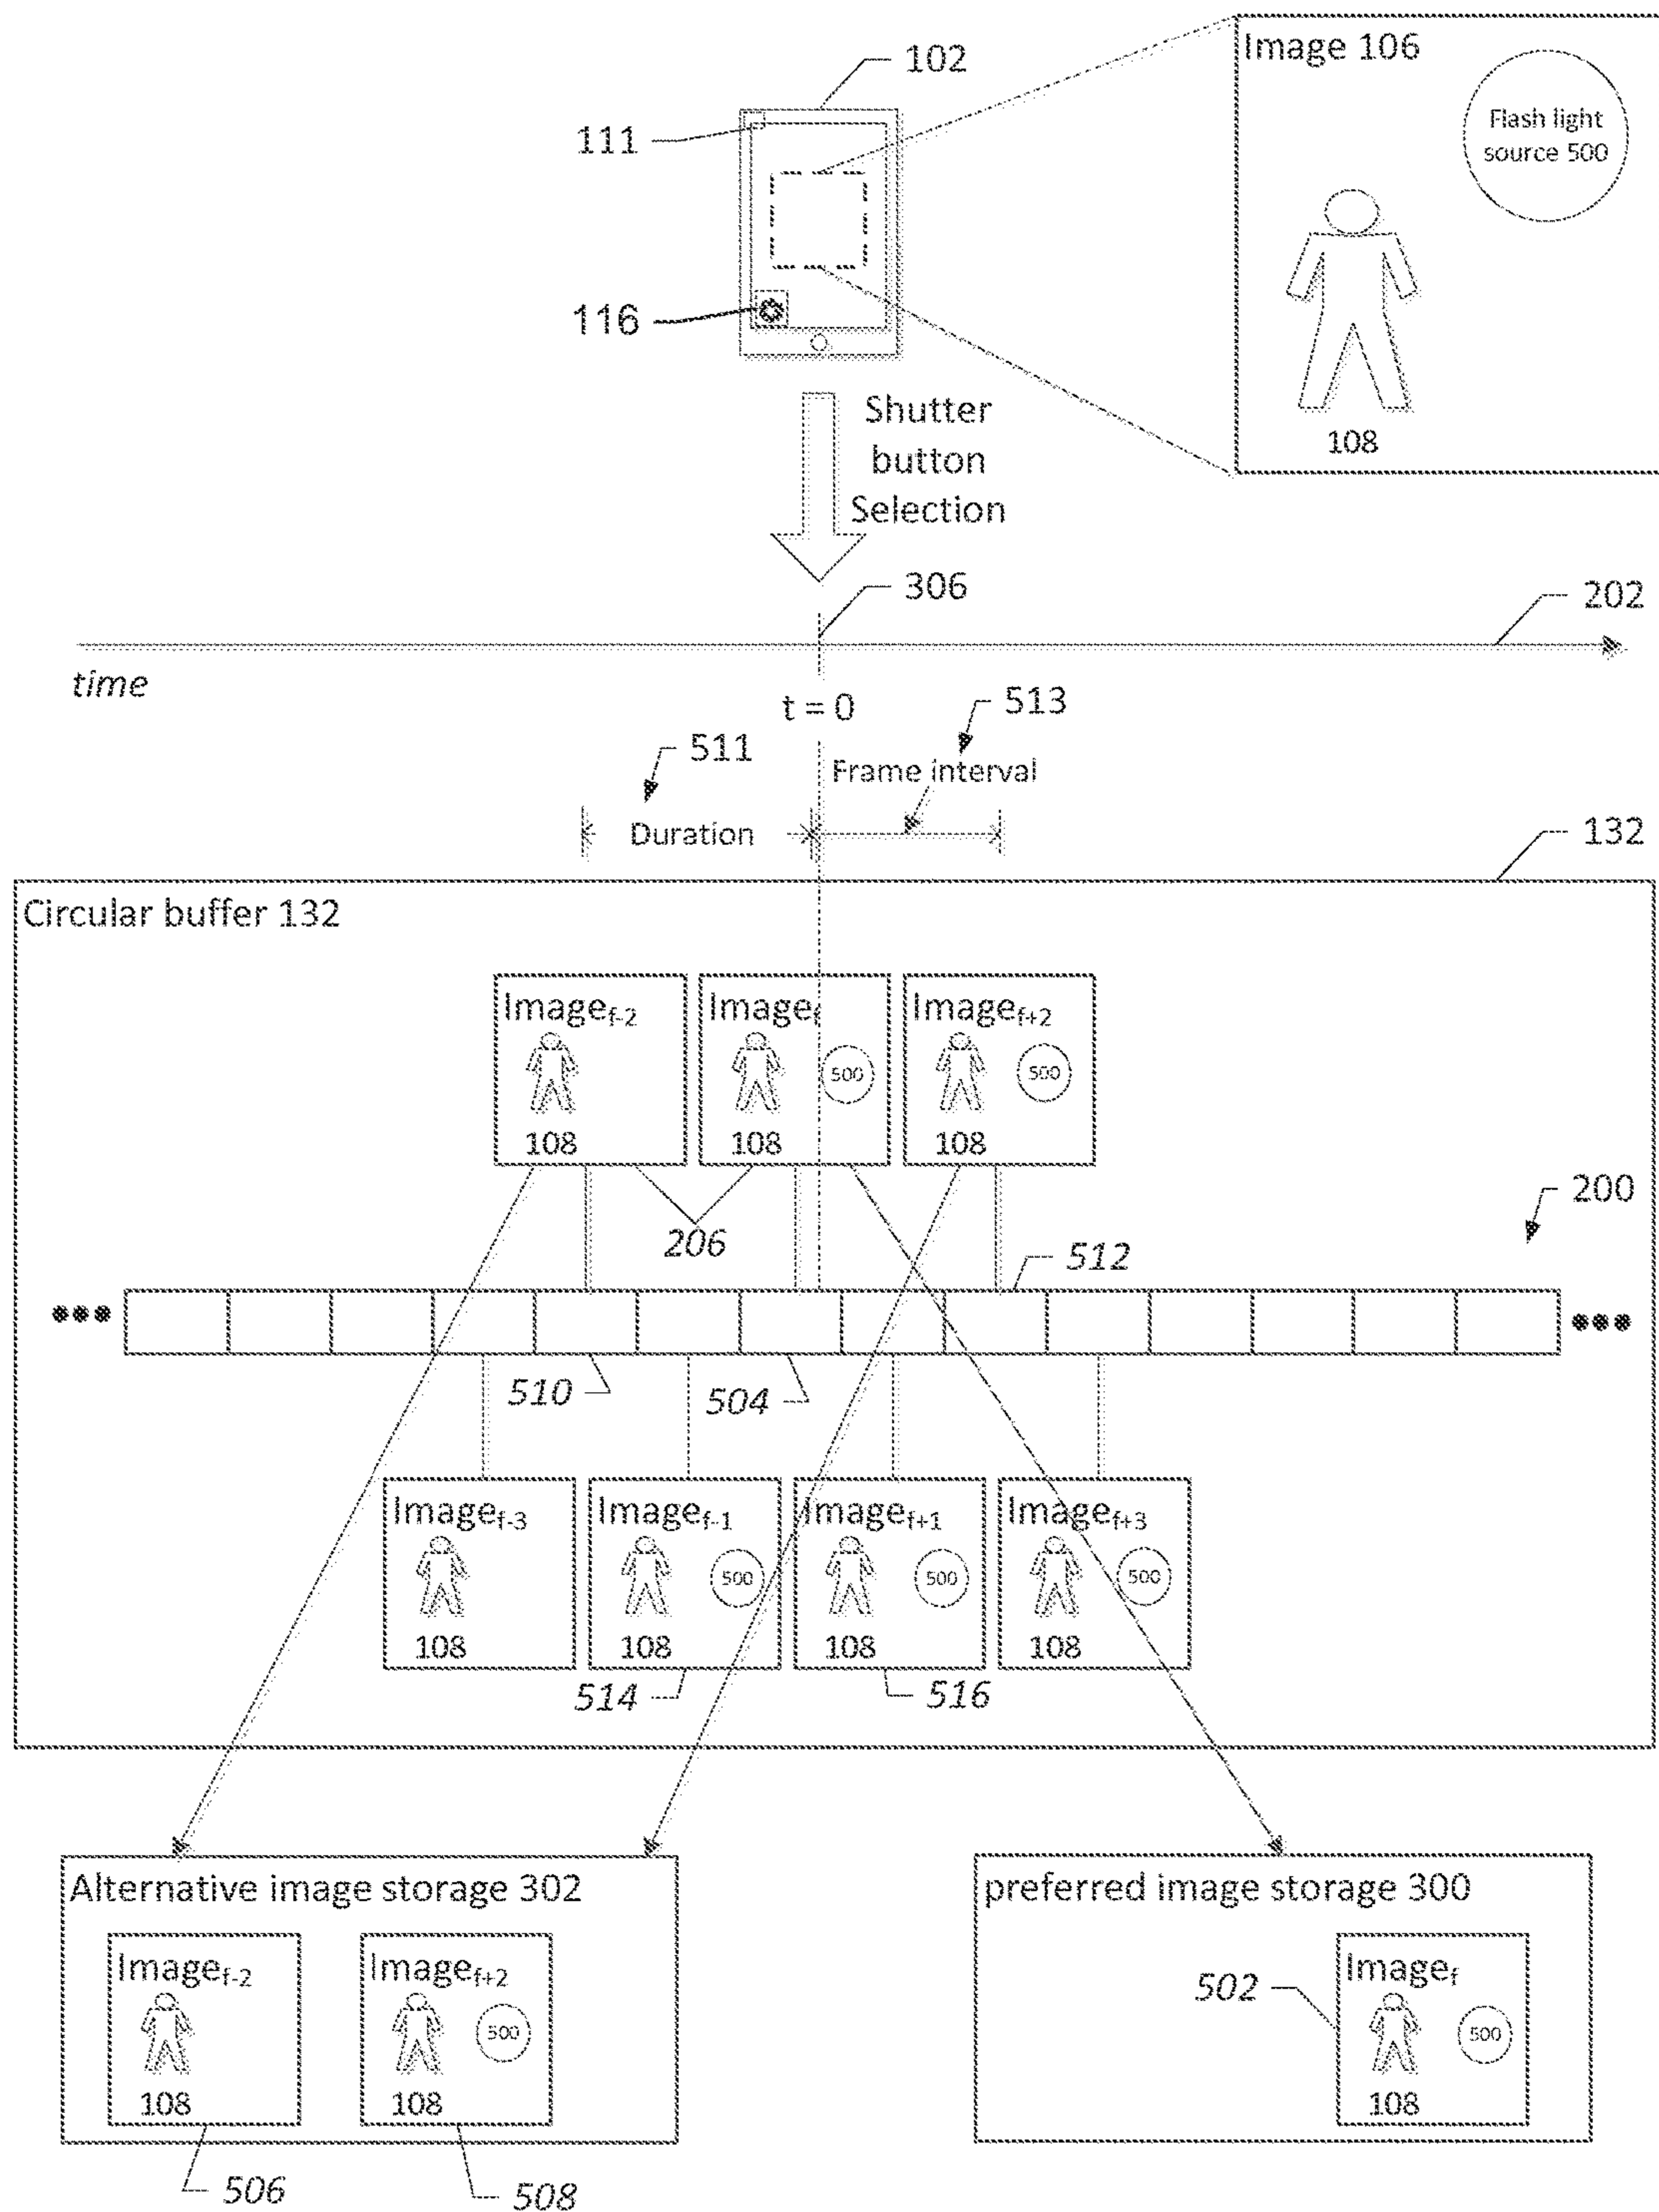 Image 106
102
Flash light
source 500
111
116
108
Shutter
button
Selection
306
202
time
t = 0
513
511
Frame interval
Duration
132
Circular buffer 132
Imagef-2
Imagef
Imagef+2
500
500
108
108
108
200
206
512
510
504
Imagef-3
Imagef-1
Imagef+1
Imagef+3
500
500
500
108
108
108
108
514
516
Alternative image storage 302
preferred image storage 300
Imagef-2
Imagef+2
Imagef
502
500
500
108
108
108
506
508